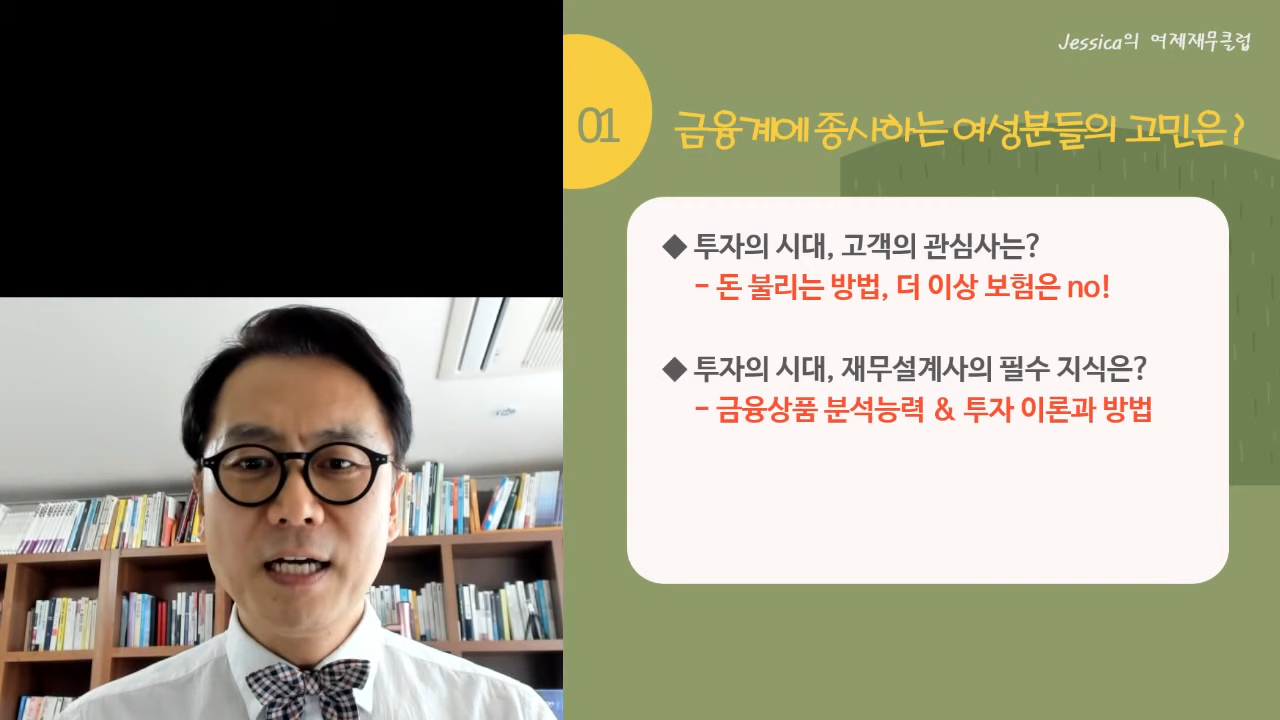 Jessica의 여제재무클럽
01 금융계에 종사하는 여성분들의 고민은?
◆ 투자의 시대, 고객의 관심사는?
- 돈 불리는 방법, 더 이상 보험은 no!
◆ 투자의 시대, 재무설계사의 필수 지식은?
- 금융상품 분석능력 & 투자 이론과 방법